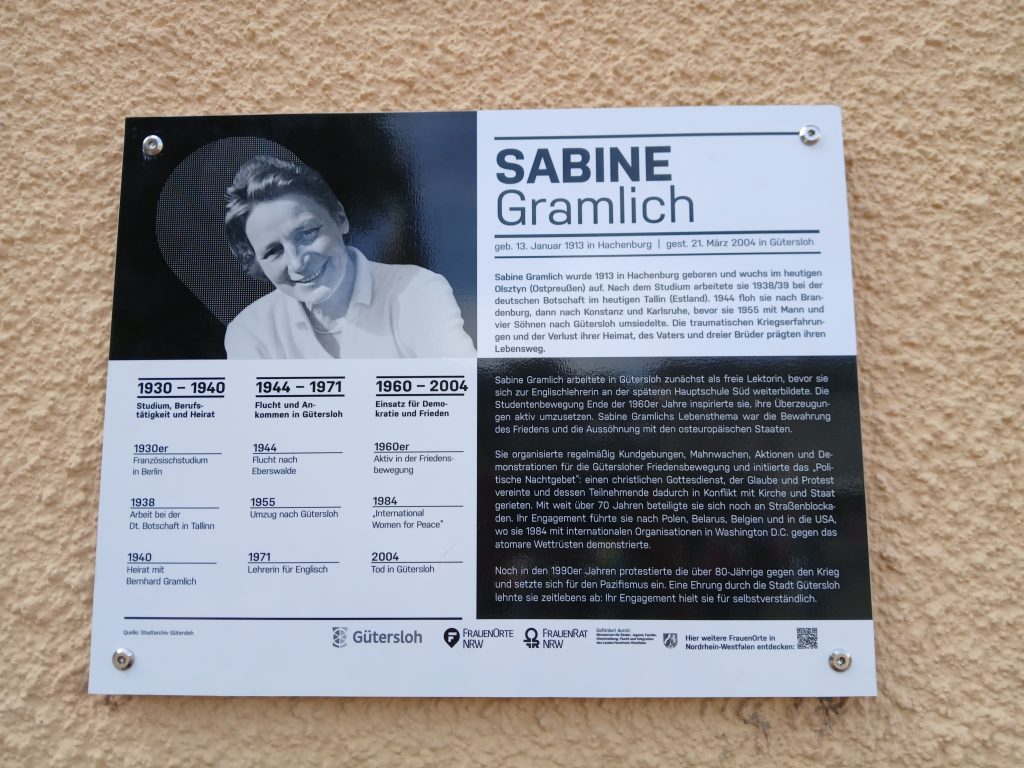 SABINE
Gramlich
geb. 13. Januar 1913 in Hachenburg | gest. 21. März 2004 in Gütersloh
Sabine Gramlich wurde 1913 in Hachenburg geboren und wuchs im heutigen
Olsztyn (Ostpreußen) auf. Nach dem Studium arbeitete sie 1938/39 bei der
deutschen Botschaft im heutigen Tallin (Estland). 1944 floh sie nach Bran-
denburg, dann nach Konstanz und Karlsruhe, bevor sie 1955 mit Mann und
vier Söhnen nach Gütersloh umsiedelte. Die traumatischen Kriegserfahrun-
gen und der Verlust ihrer Heimat, des Vaters und dreier Brüder prägten ihren
Lebensweg.
1930 – 1940
Studium, Berufs-
tätigkeit und Heirat
1930er
Französischstudium
in Berlin
1938
Arbeit bei der
Dt. Botschaft in Tallinn
1940
Heirat mit
Bernhard Gramlich
1944 – 1971
Flucht und An-
kommen in Gütersloh
1944
Flucht nach
Eberswalde
1955
Umzug nach Gütersloh
1971
Lehrerin für Englisch
1960 – 2004
Einsatz für Demo-
kratie und Frieden
1960er
Aktiv in der Friedens-
bewegung
1984
„International
Women for Peace"
2004
Tod in Gütersloh
Sabine Gramlich arbeitete in Gütersloh zunächst als freie Lektorin, bevor sie
sich zur Englischlehrerin an der späteren Hauptschule Süd weiterbildete. Die
Studentenbewegung Ende der 1960er Jahre inspirierte sie, ihre Überzeugun-
gen aktiv umzusetzen. Sabine Gramlichs Lebensthema war die Bewahrung
des Friedens und die Aussöhnung mit den osteuropäischen Staaten.
Sie organisierte regelmäßig Kundgebungen, Mahnwachen, Aktionen und De-
monstrationen für die Gütersloher Friedensbewegung und initiierte das „Poli-
tische Nachtgebet": einen christlichen Gottesdienst, der Glaube und Protest
vereinte und dessen Teilnehmende dadurch in Konflikt mit Kirche und Staat
gerieten. Mit weit über 70 Jahren beteiligte sie sich noch an Straßenblocka-
den. Ihr Engagement führte sie nach Polen, Belarus, Belgien und in die USA,
wo sie 1984 mit internationalen Organisationen in Washington D.C. gegen das
atomare Wettrüsten demonstrierte.
Noch in den 1990er Jahren protestierte die über 80-Jährige gegen den Krieg
und setzte sich für den Pazifismus ein. Eine Ehrung durch die Stadt Gütersloh
lehnte sie zeitlebens ab: Ihr Engagement hielt sie für selbstverständlich.
Quelle: Stadtarchiv Gütersloh
Gütersloh
FRAUENORTE
NRW
FRAUENRAT
NRW
Gefördert durch:
Ministerium für Kinder, Jugend, Familie,
Gleichstellung, Flucht und Integration
des Landes Nordrhein-Westfalen
Hier weitere FrauenOrte in
Nordrhein-Westfalen entdecken: